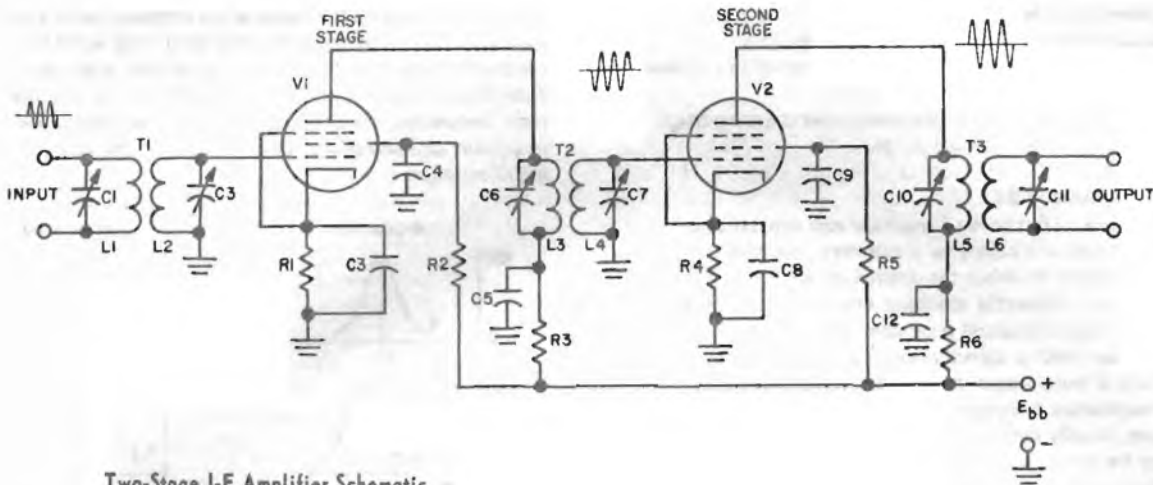 FIRST STAGE
SECOND STAGE
V1
V2
T1
C4
T2
C9
T3
INPUT
C1
C3
C6
C7
C10
C11
OUTPUT
L1
L2
L3
L4
L5
L6
R1
C3
R2
C5
R3
R4
C8
R5
C12
R6
+
Ebb
-
Two-Stage I-F Amplifier Schematic